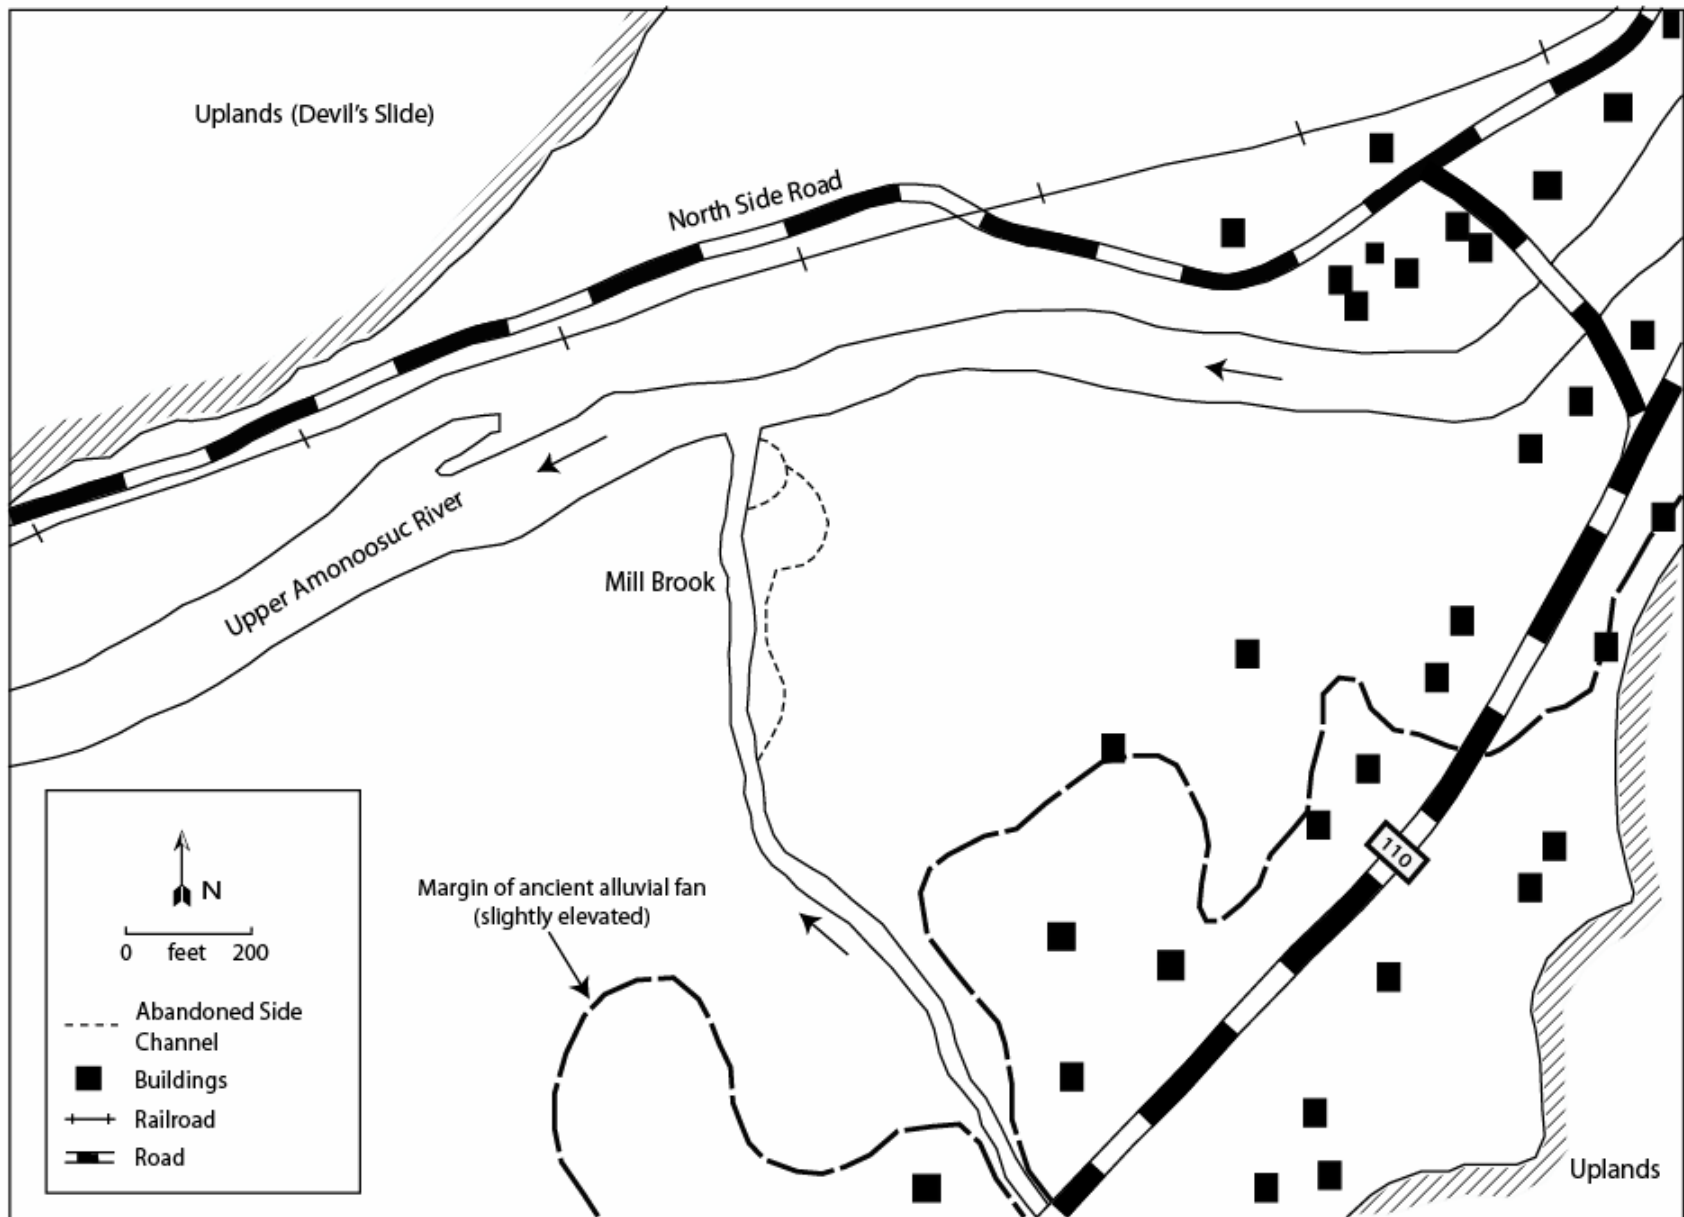 Uplands (Devil's Slide)
North Side Road
Upper Amonoosuc River
Mill Brook
110
Margin of ancient alluvial fan
(slightly elevated)
N
0 feet 200
Abandoned Side
Channel
Buildings
Railroad
Road
Uplands